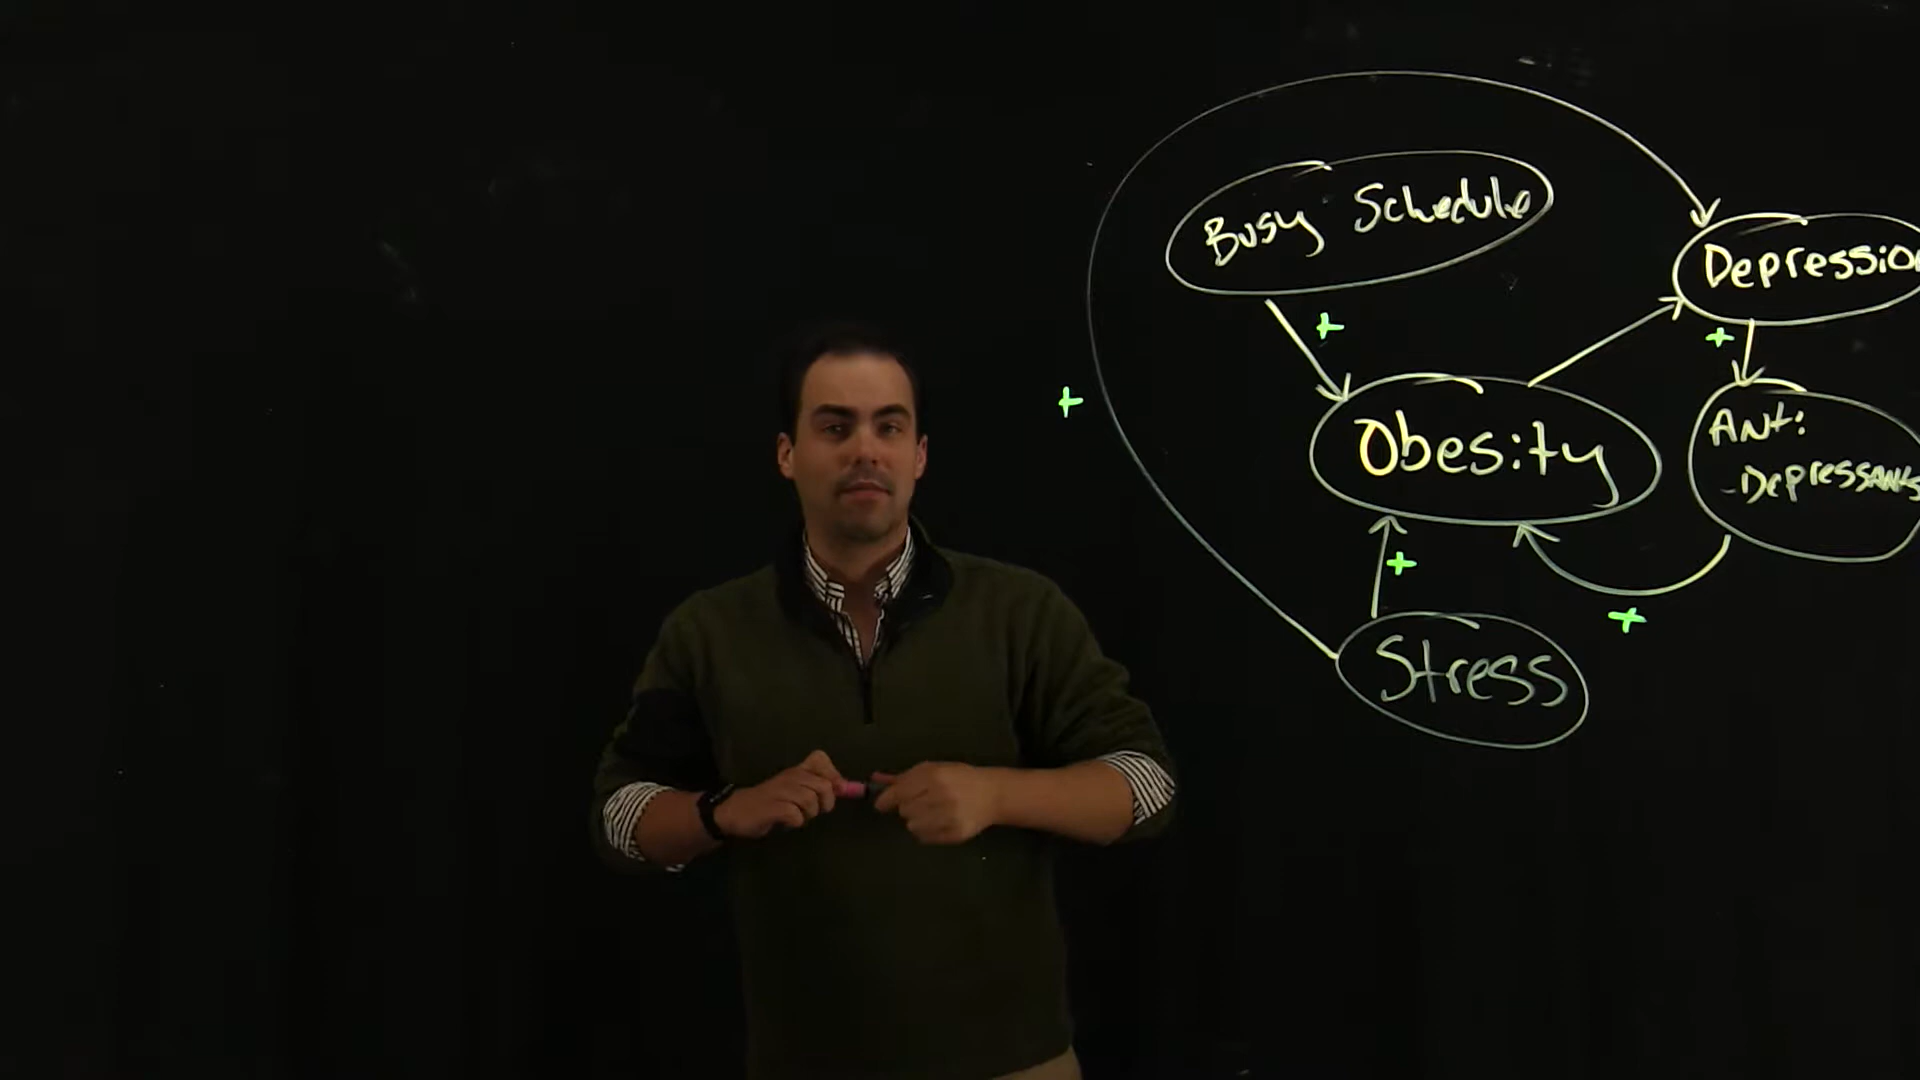 Busy Schedule
Depression
+
+
+
Obesity
Anti
-Depressants
+
+
Stress